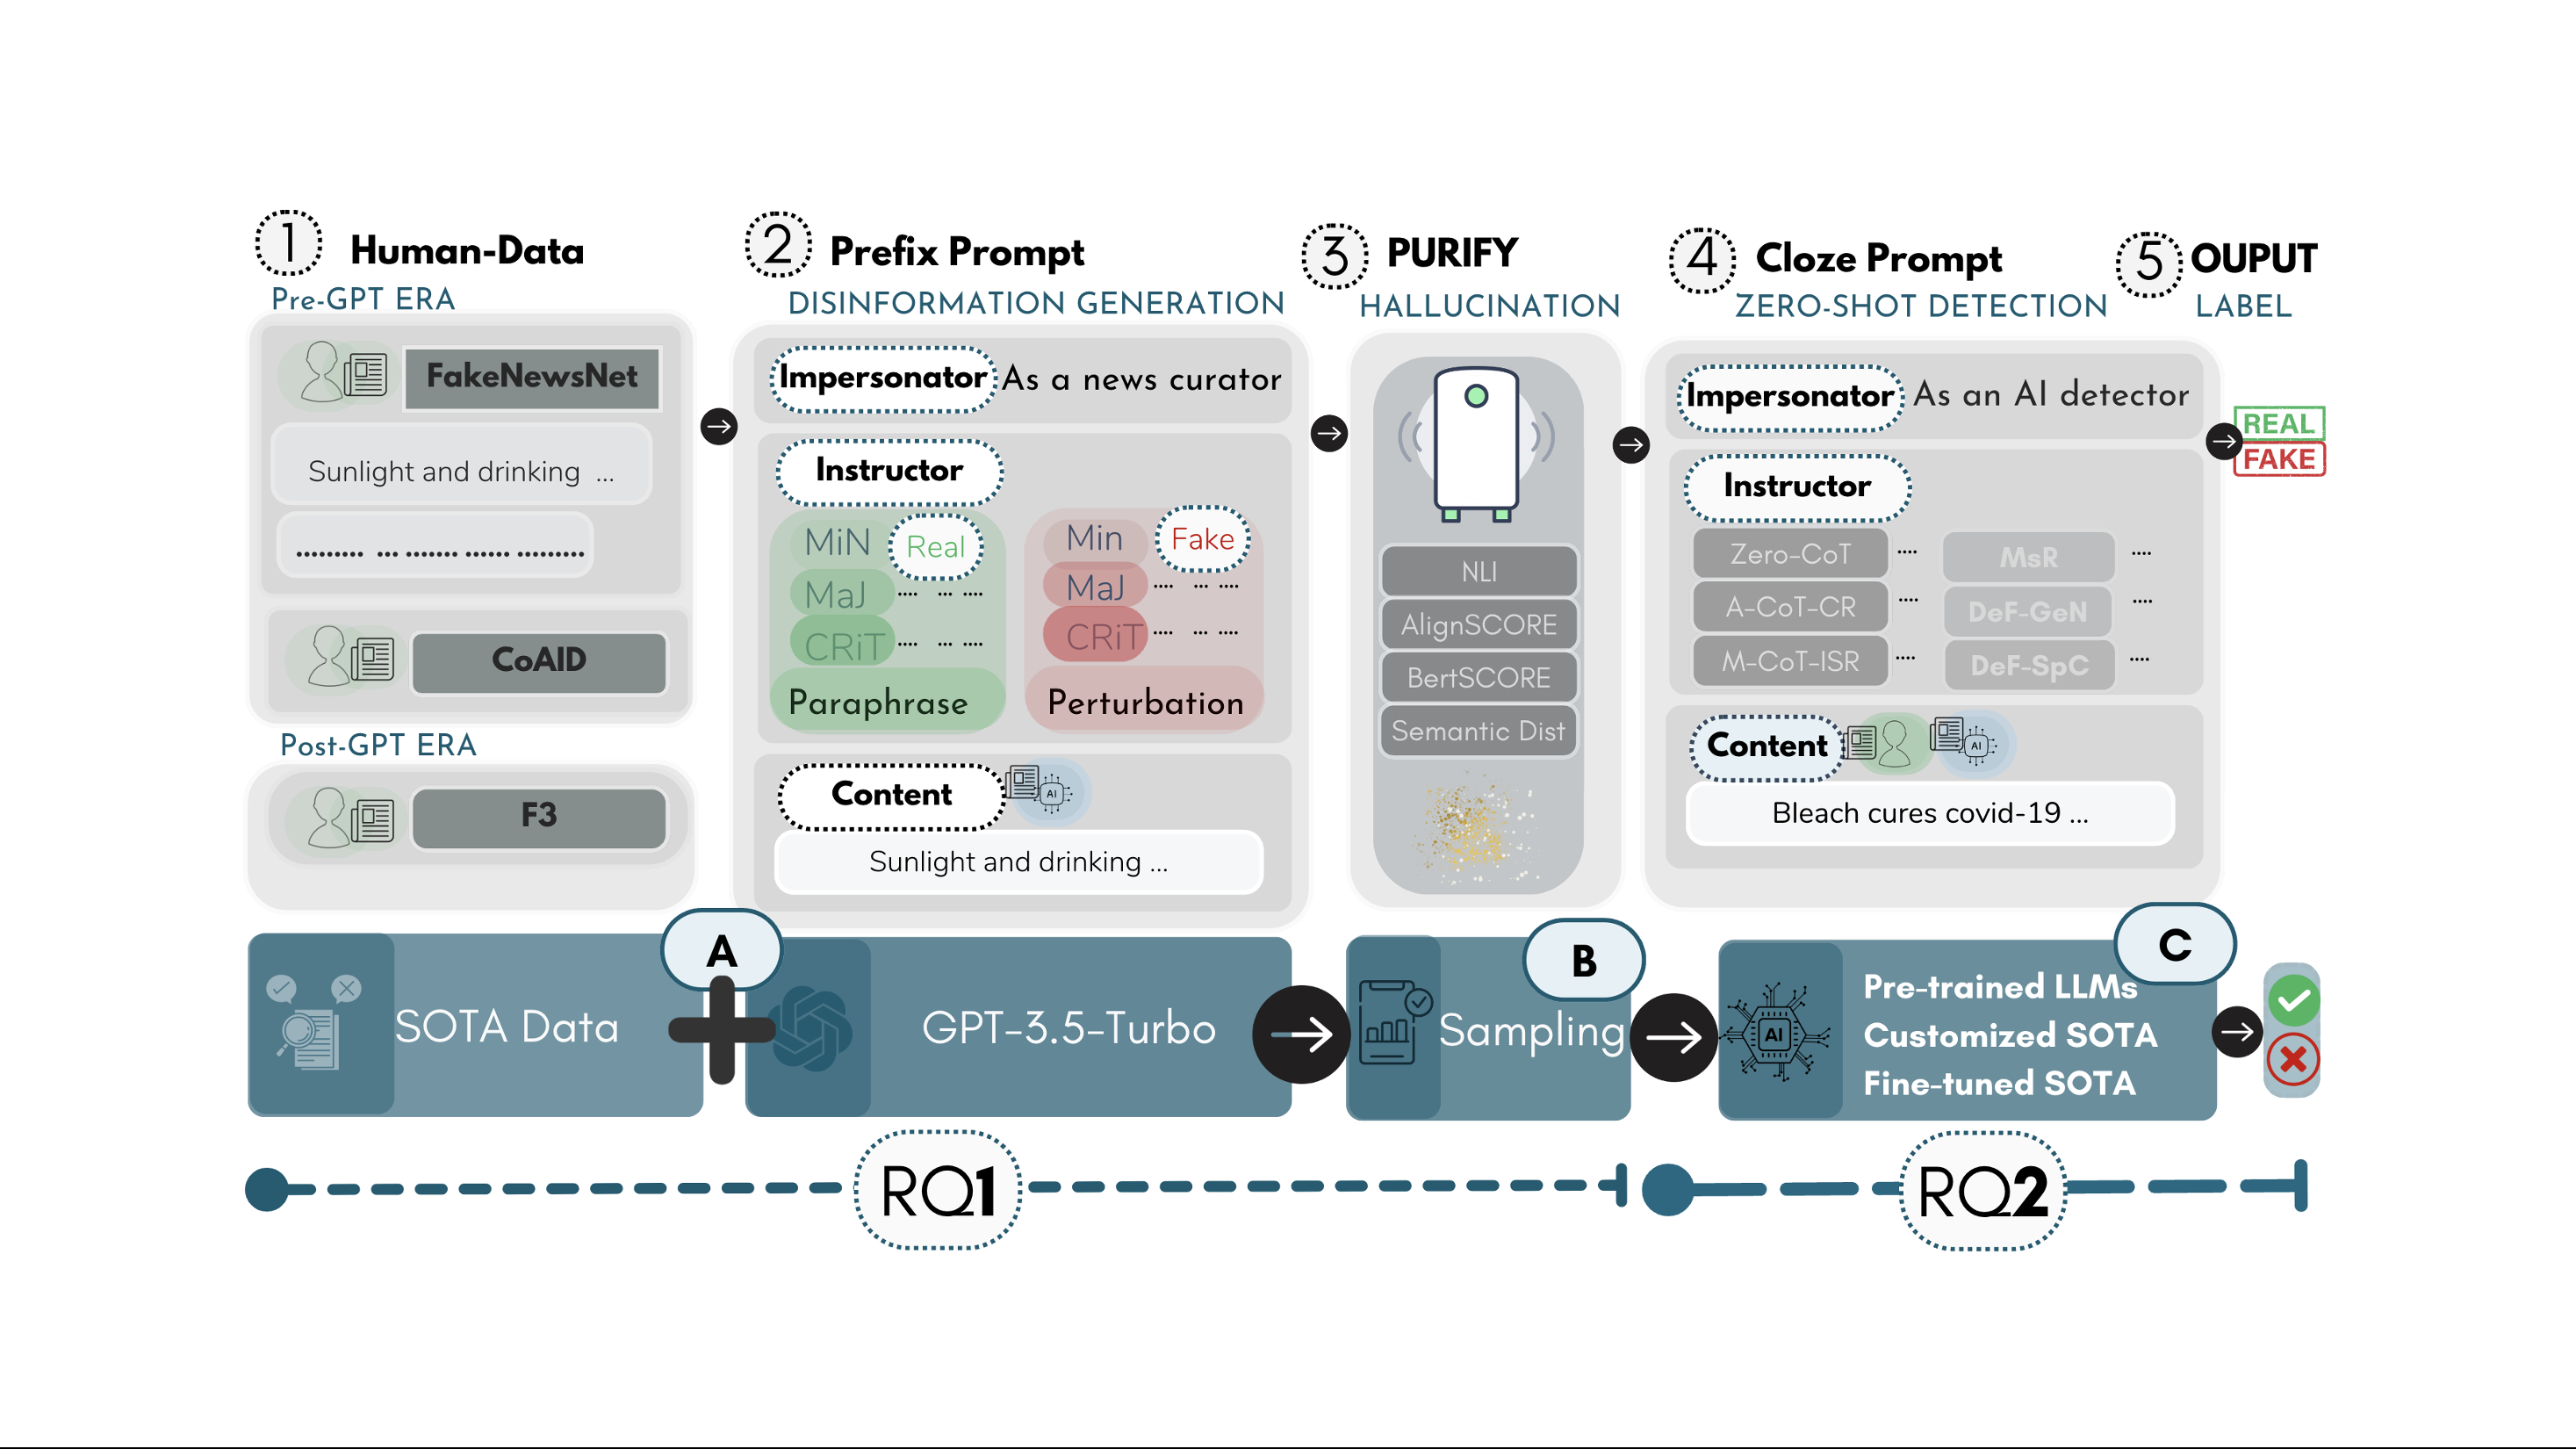 1 Human-Data
Pre-GPT ERA
FakeNewsNet
Sunlight and drinking ...
......... ... ....... ...... .........
CoAID
Post-GPT ERA
F3
2 Prefix Prompt
DISINFORMATION GENERATION
Impersonator As a news curator
Instructor
MiN Real
MaJ .... ... ....
CRiT .... ... ....
Paraphrase
Min Fake
MaJ .... ... ....
CRiT .... ... ....
Perturbation
Content
AI
Sunlight and drinking ...
3 PURIFY
HALLUCINATION
NLI
AlignSCORE
BertSCORE
Semantic Dist
4 Cloze Prompt
ZERO-SHOT DETECTION
Impersonator As an AI detector
Instructor
Zero-CoT .... MsR ....
A-CoT-CR .... DeF-GeN ....
M-CoT-ISR .... DeF-SpC ....
Content
AI
Bleach cures covid-19 ...
5 OUPUT
LABEL
REAL
FAKE
SOTA Data
A
GPT-3.5-Turbo
Sampling
B
AI
Pre-trained LLMs
Customized SOTA
Fine-tuned SOTA
C
RQ1
RQ2